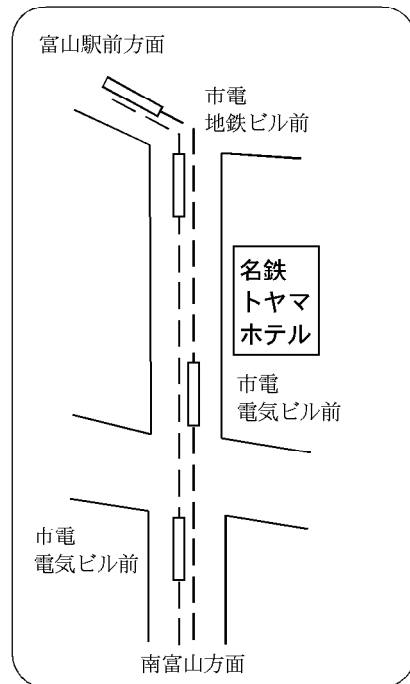 富山駅前方面
市電
地鉄ビル前
名鉄
トヤマ
ホテル
市電
電気ビル前
市電
電気ビル前
南富山方面